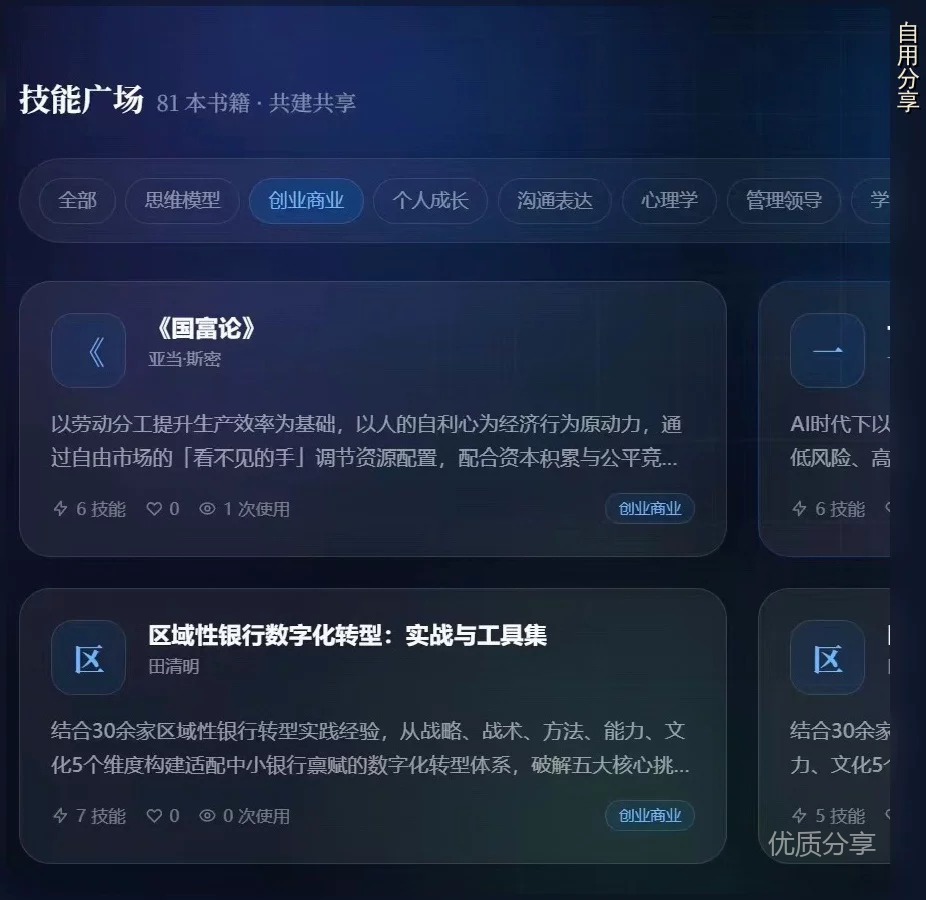 自用分享
技能广场 81 本书籍 · 共建共享
全部 思维模型 创业商业 个人成长 沟通表达 心理学 管理领导 学
《
《国富论》
亚当·斯密
以劳动分工提升生产效率为基础，以人的自利心为经济行为原动力，通
过自由市场的「看不见的手」调节资源配置，配合资本积累与公平竞...
6 技能 0 1 次使用 创业商业
一
AI时代下以
低风险、高
6 技能
区
区域性银行数字化转型：实战与工具集
田清明
结合30余家区域性银行转型实践经验，从战略、战术、方法、能力、文
化5个维度构建适配中小银行禀赋的数字化转型体系，破解五大核心挑...
7 技能 0 0 次使用 创业商业
区
结合30余家
力、文化5个
5 技能
优质分享